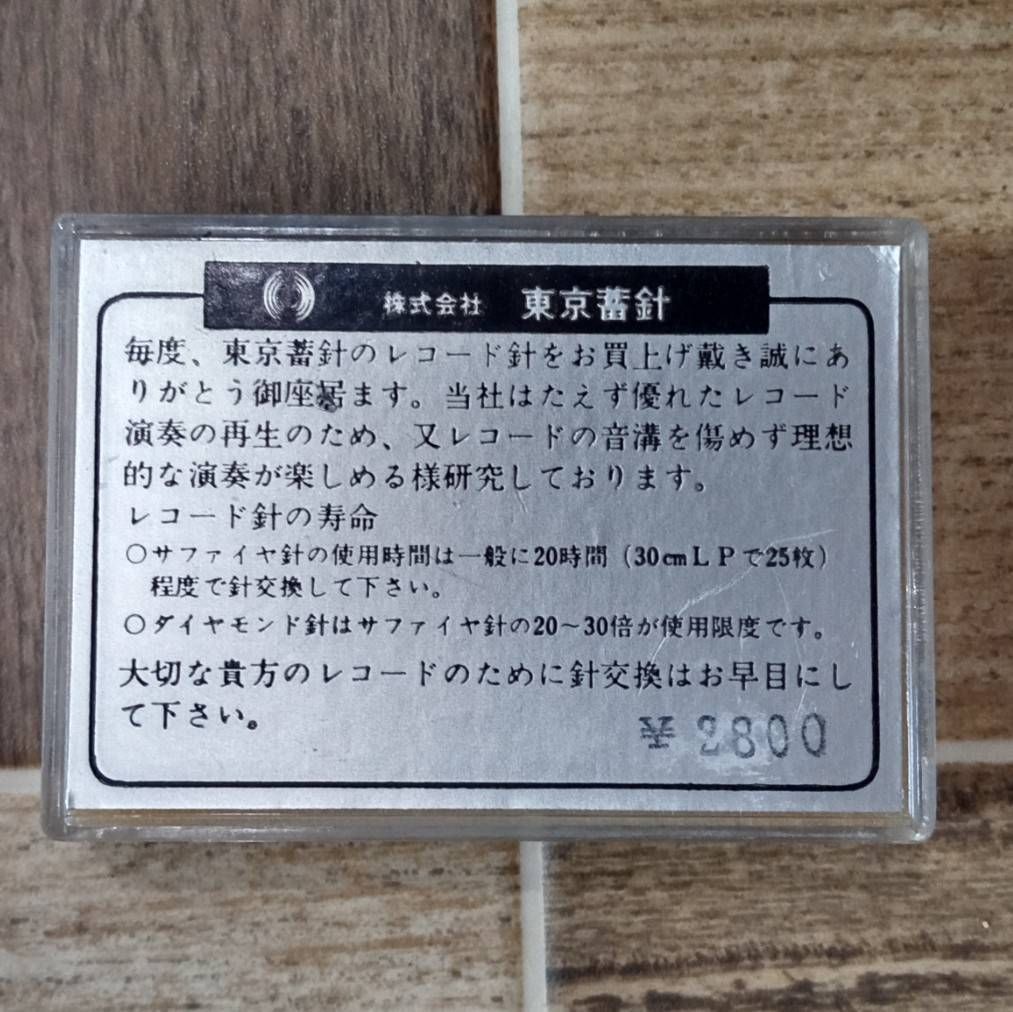 株式会社 東京蓄針
毎度、東京蓄針のレコード針をお買上げ戴き誠にあ
りがとう御座居ます。当社はたえず優れたレコード
演奏の再生のため、又レコードの音溝を傷めず理想
的な演奏が楽しめる様研究しております。
レコード針の寿命
○サファイヤ針の使用時間は一般に20時間（30cmLPで25枚）
程度で針交換して下さい。
○ダイヤモンド針はサファイヤ針の20〜30倍が使用限度です。
大切な貴方のレコードのために針交換はお早目にし
て下さい。
2800